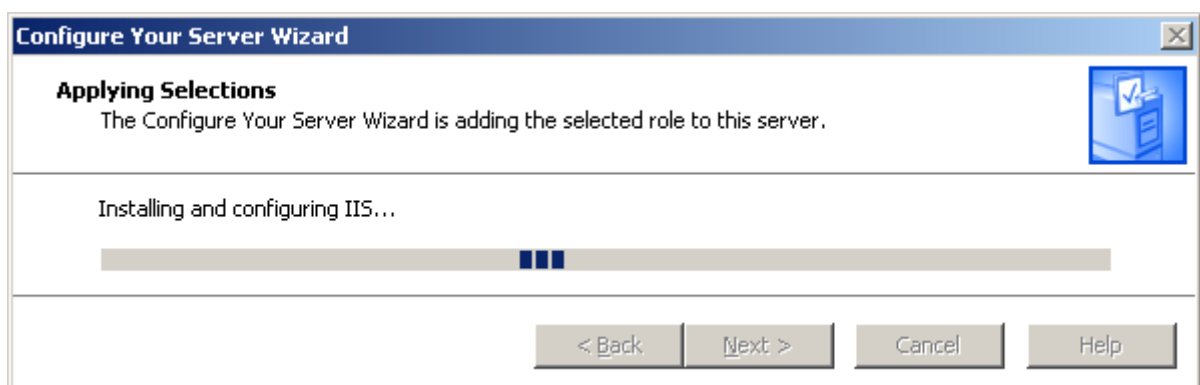 Configure Your Server Wizard
Applying Selections
The Configure Your Server Wizard is adding the selected role to this server.
Installing and configuring IIS...
< Back Next > Cancel Help